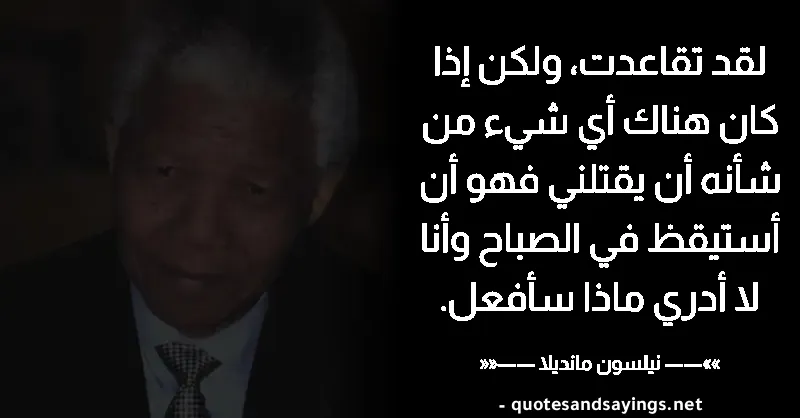 لقد تقاعدت، ولكن إذا
كان هناك أي شيء من
شأنه أن يقتلني فهو أن
أستيقظ في الصباح وأنا
لا أدري ماذا سأفعل.
»»—— نيلسون مانديلا ——««
- quotesandsayings.net